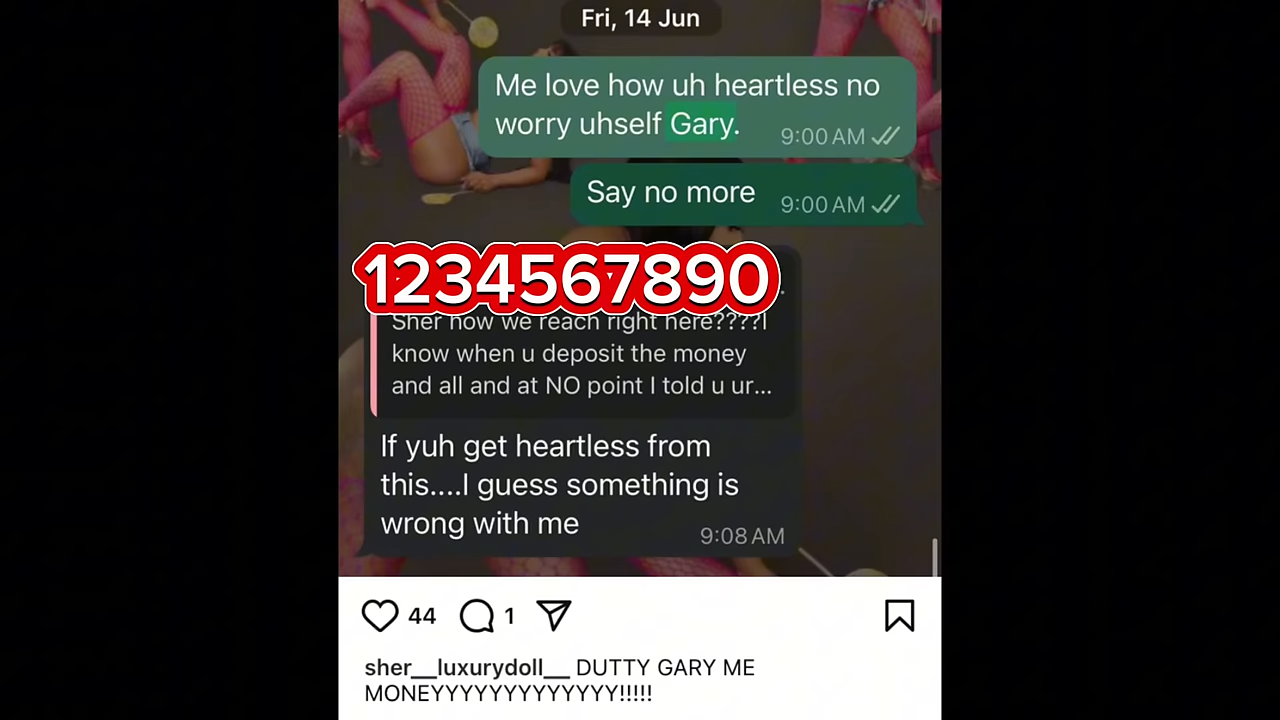 Fri, 14 Jun
Me love how uh heartless no
worry uhself Gary.
9:00 AM
Say no more
9:00 AM
1234567890
Sher how we reach right here????I
know when u deposit the money
and all and at NO point I told u ur...
If yuh get heartless from
this....I guess something is
wrong with me
9:08 AM
44
1
sher__luxurydoll__ DUTTY GARY ME
MONEYYYYYYYYYYYYY!!!!!